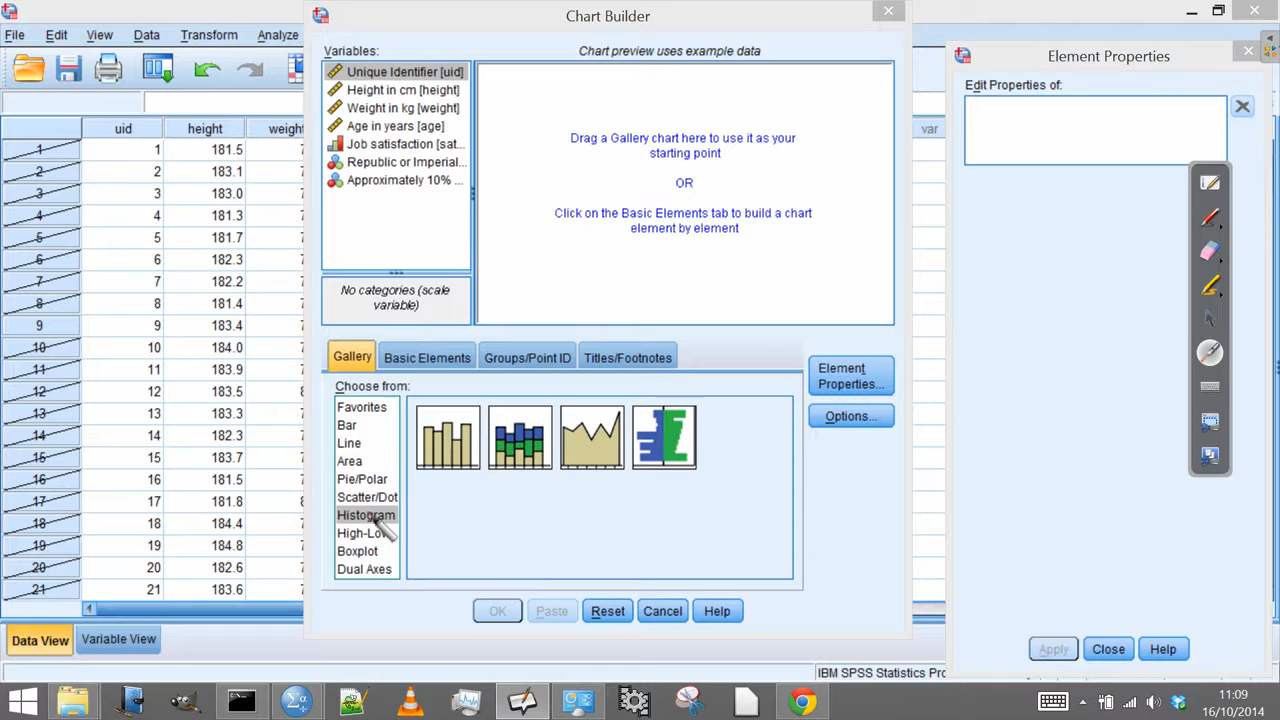 Chart Builder
File Edit View Data Transform Analyze
Variables:
Chart preview uses example data
Unique Identifier [uid]
Height in cm [height]
Weight in kg [weight]
Age in years [age]
Job satisfaction [sat...
Republic or Imperial...
Approximately 10% ...
Drag a Gallery chart here to use it as your
starting point
OR
Click on the Basic Elements tab to build a chart
element by element
No categories (scale
variable)
Gallery Basic Elements Groups/Point ID Titles/Footnotes
Choose from:
Favorites
Bar
Line
Area
Pie/Polar
Scatter/Dot
Histogram
Boxplot
Dual Axes
Element
Properties...
Options...
OK Paste Reset Cancel Help
Element Properties
Edit Properties of:
Apply Close Help
uid height var
1 1 181.5
2 2 183.1
3 3 183.0
4 4 181.3
5 5 181.7
6 6 182.3
7 7 182.2
8 8 181.4
9 9 183.4
10 10 184.0
11 11 183.9
12 12 183.5
13 13 183.3
14 14 182.3
15 15 183.7
16 16 181.5
17 17 181.8
18 18 184.4
19 19 184.8
20 20 182.6
21 21 183.6
Data View Variable View
IBM SPSS Statistics
11:09
16/10/2014